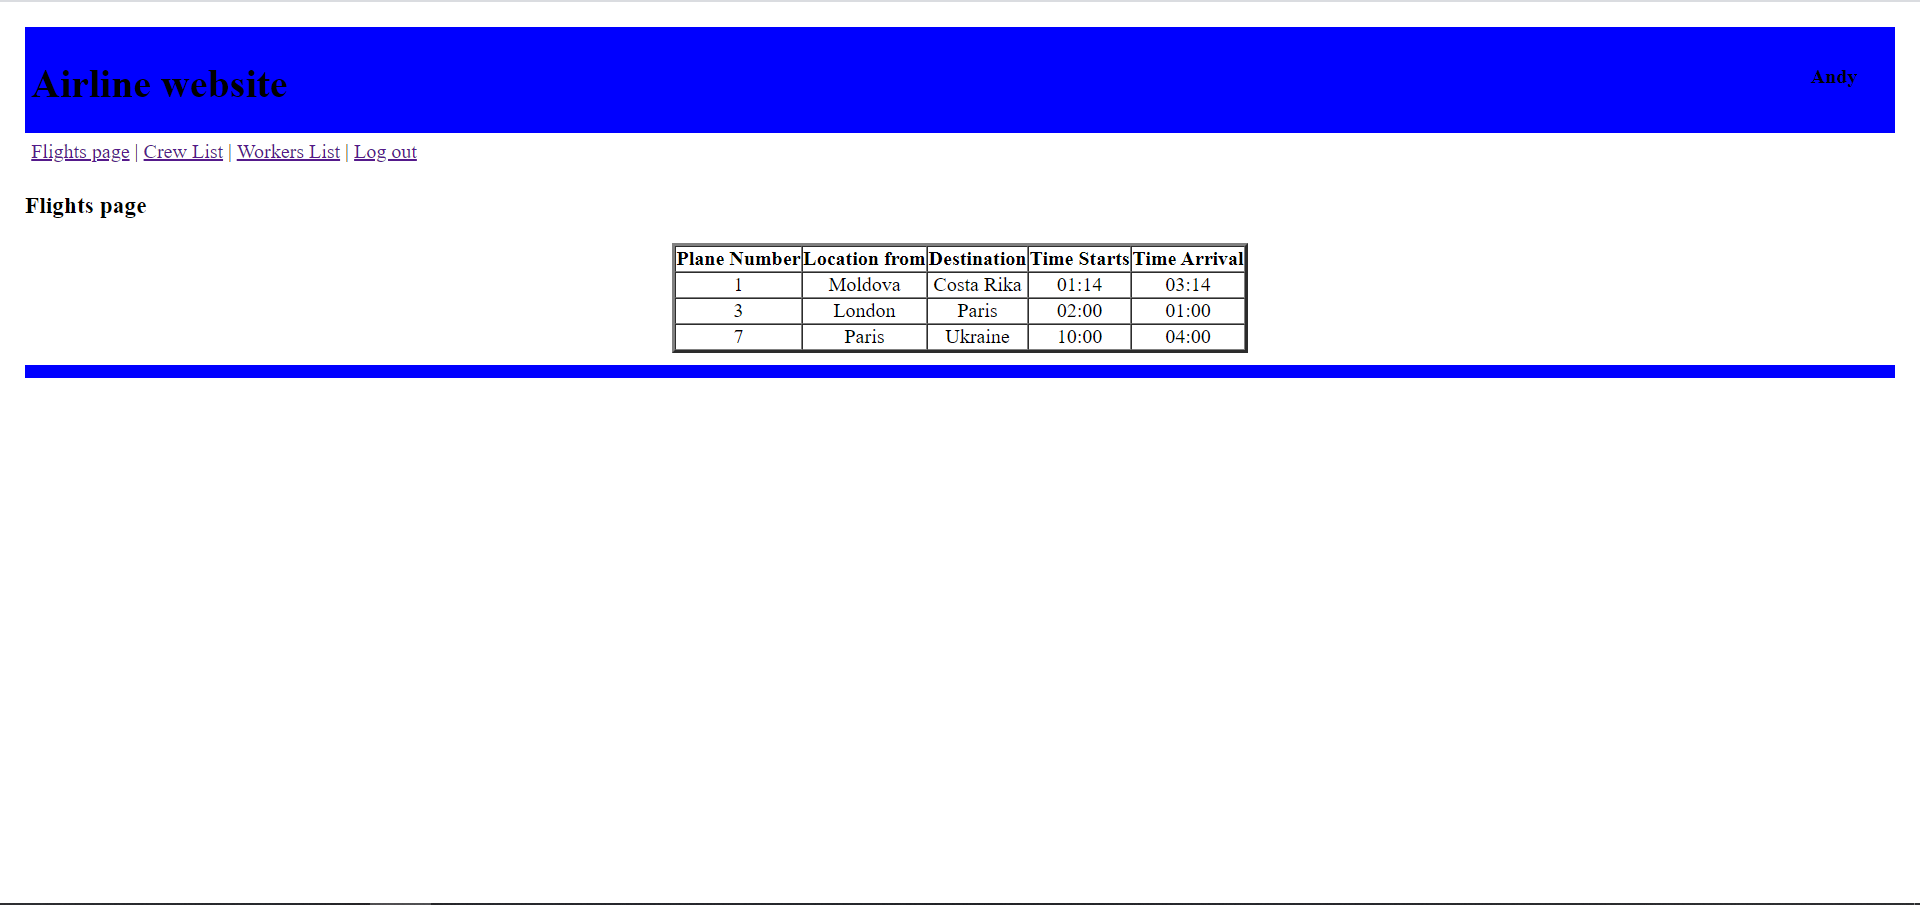 Airline website
Andy
Flights page | Crew List | Workers List | Log out
Flights page
Plane Number Location from Destination Time Starts Time Arrival
1 Moldova Costa Rika 01:14 03:14
3 London Paris 02:00 01:00
7 Paris Ukraine 10:00 04:00